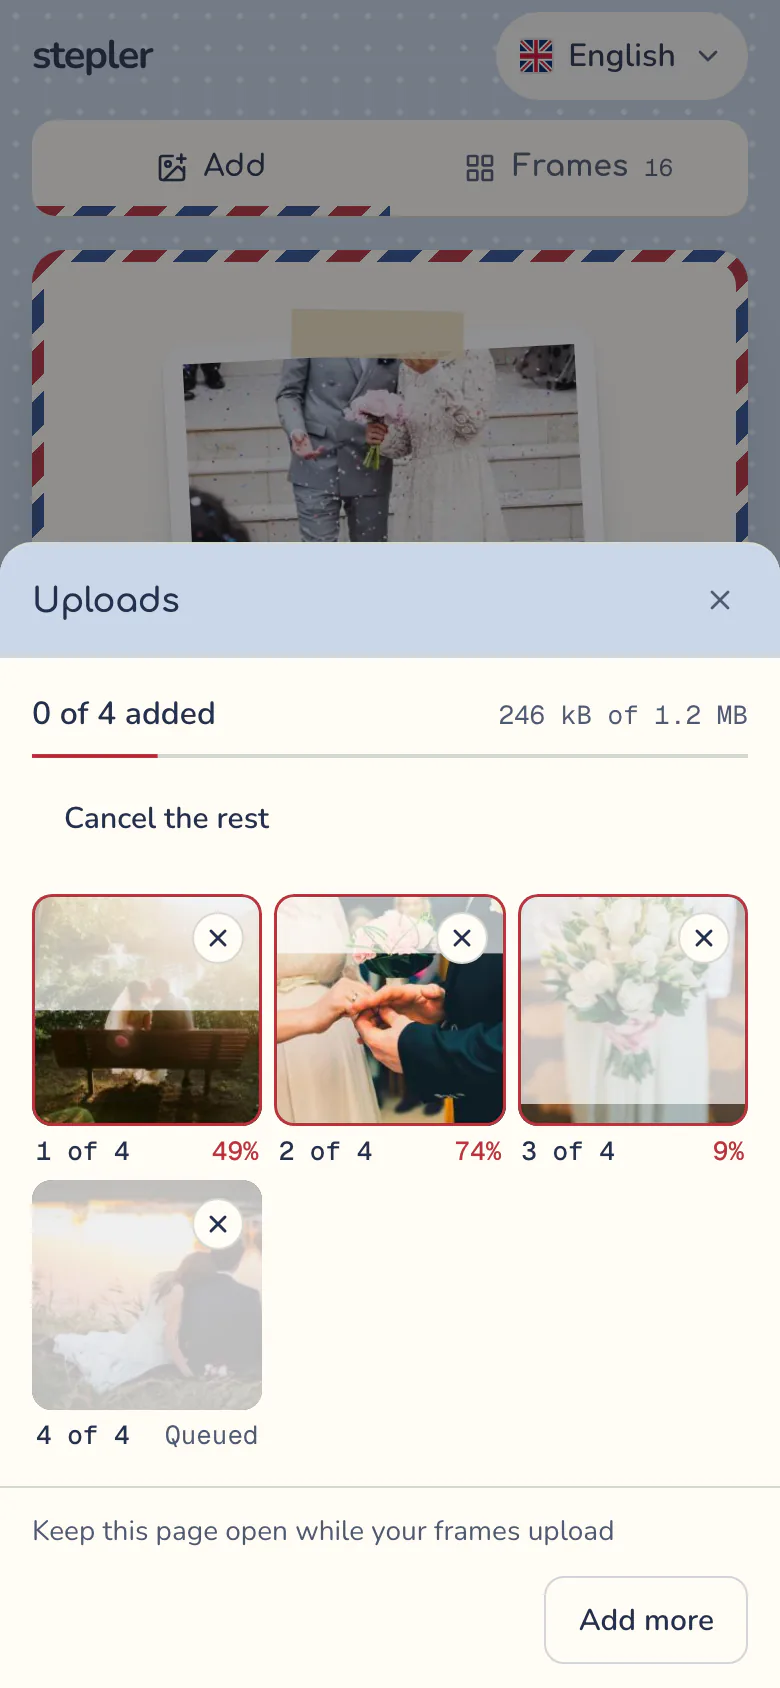 stepler
English
Add
Frames 16
Uploads
0 of 4 added
246 kB of 1.2 MB
Cancel the rest
1 of 4 49%
2 of 4 74%
3 of 4 9%
4 of 4 Queued
Keep this page open while your frames upload
Add more